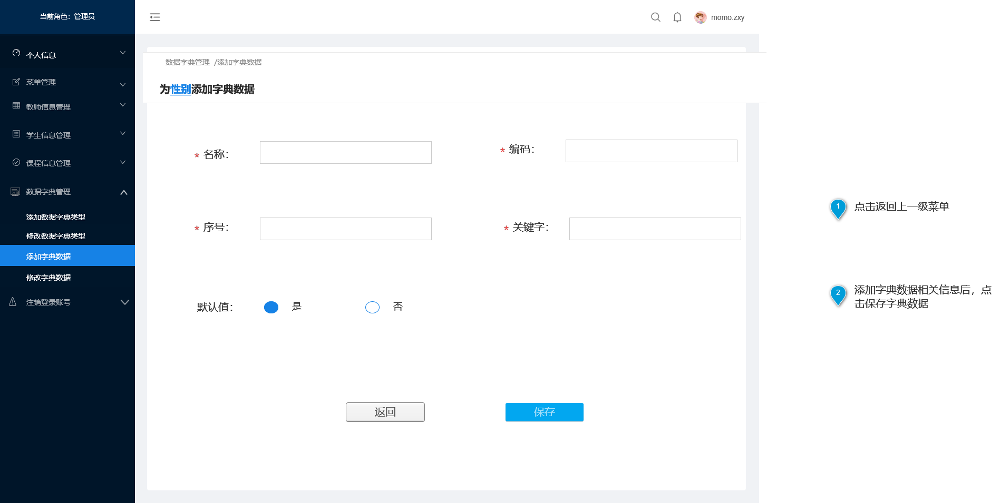 当前角色：管理员
momo.zxy
个人信息
菜单管理
教师信息管理
学生信息管理
课程信息管理
数据字典管理
添加数据字典类型
修改数据字典类型
添加字典数据
修改字典数据
注销登录账号
数据字典管理 /添加字典数据
为性别添加字典数据
* 名称：
* 编码：
* 序号：
* 关键字：
默认值： 是 否
返回
保存
1 点击返回上一级菜单
2 添加字典数据相关信息后，点
击保存字典数据